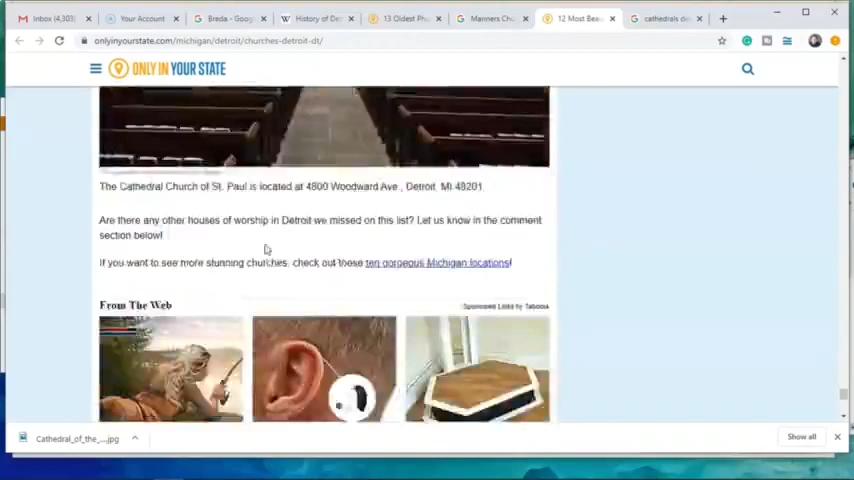 Inbox (4,303)
Your Account
Breda - Goog
History of De
13 Oldest Ph
Manners Chu
12 Most Bea
cathedrals de
onlyinyourstate.com/michigan/detroit/churches-detroit-dt/
ONLY IN YOUR STATE
The Cathedral Church of St. Paul is located at 4800 Woodward Ave., Detroit, MI 48201.
Are there any other houses of worship in Detroit we missed on this list? Let us know in the comment
section below!
If you want to see more stunning churches, check out these ten gorgeous Michigan locations!
From The Web
Sponsored Links by Taboola
Cathedral_of_the_....jpg
Show all